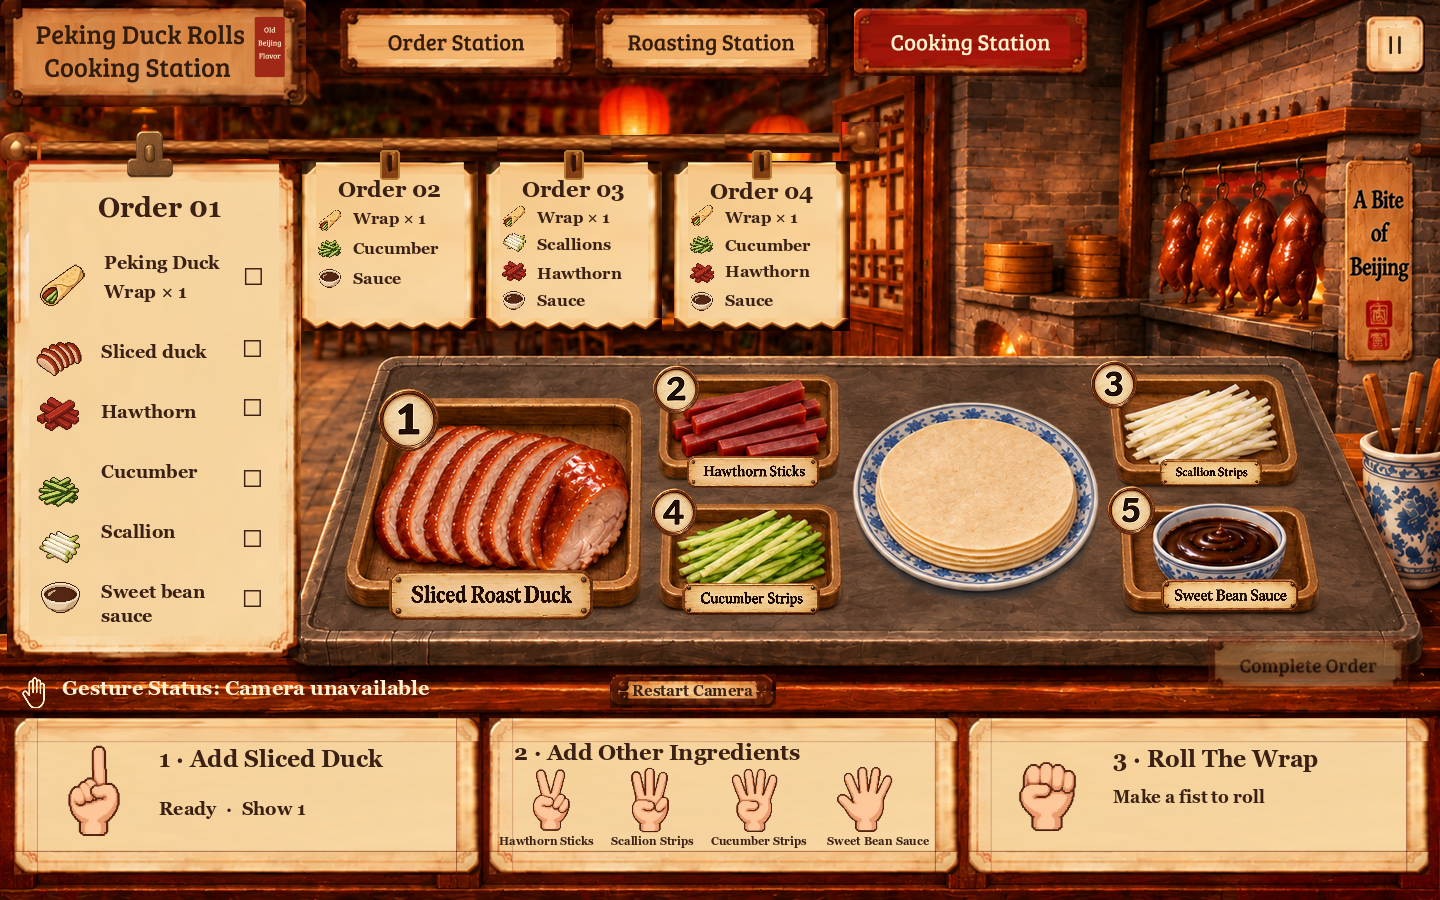 Peking Duck Rolls
Cooking Station
Old
Beijing
Flavor
Order Station
Roasting Station
Cooking Station
Order 01
Peking Duck
Wrap × 1
Sliced duck
Hawthorn
Cucumber
Scallion
Sweet bean
sauce
Order 02
Wrap × 1
Cucumber
Sauce
Order 03
Wrap × 1
Scallions
Hawthorn
Sauce
Order 04
Wrap × 1
Cucumber
Hawthorn
Sauce
A Bite
of
Beijing
1
Sliced Roast Duck
2
Hawthorn Sticks
3
Scallion Strips
4
Cucumber Strips
5
Sweet Bean Sauce
Complete Order
Gesture Status: Camera unavailable
Restart Camera
1 · Add Sliced Duck
Ready · Show 1
2 · Add Other Ingredients
Hawthorn Sticks
Scallion Strips
Cucumber Strips
Sweet Bean Sauce
3 · Roll The Wrap
Make a fist to roll